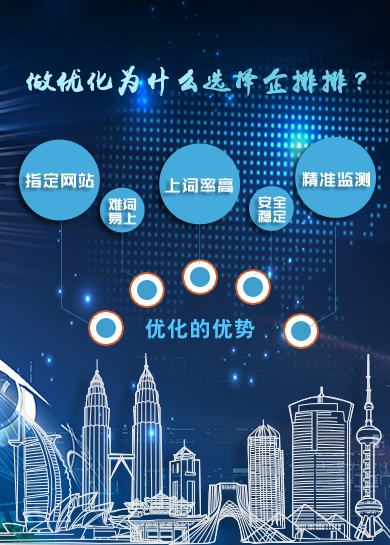 做优化为什么选择企排排？
指定网站
难词
易上
上词率高
安全
稳定
精准监测
优化的优势